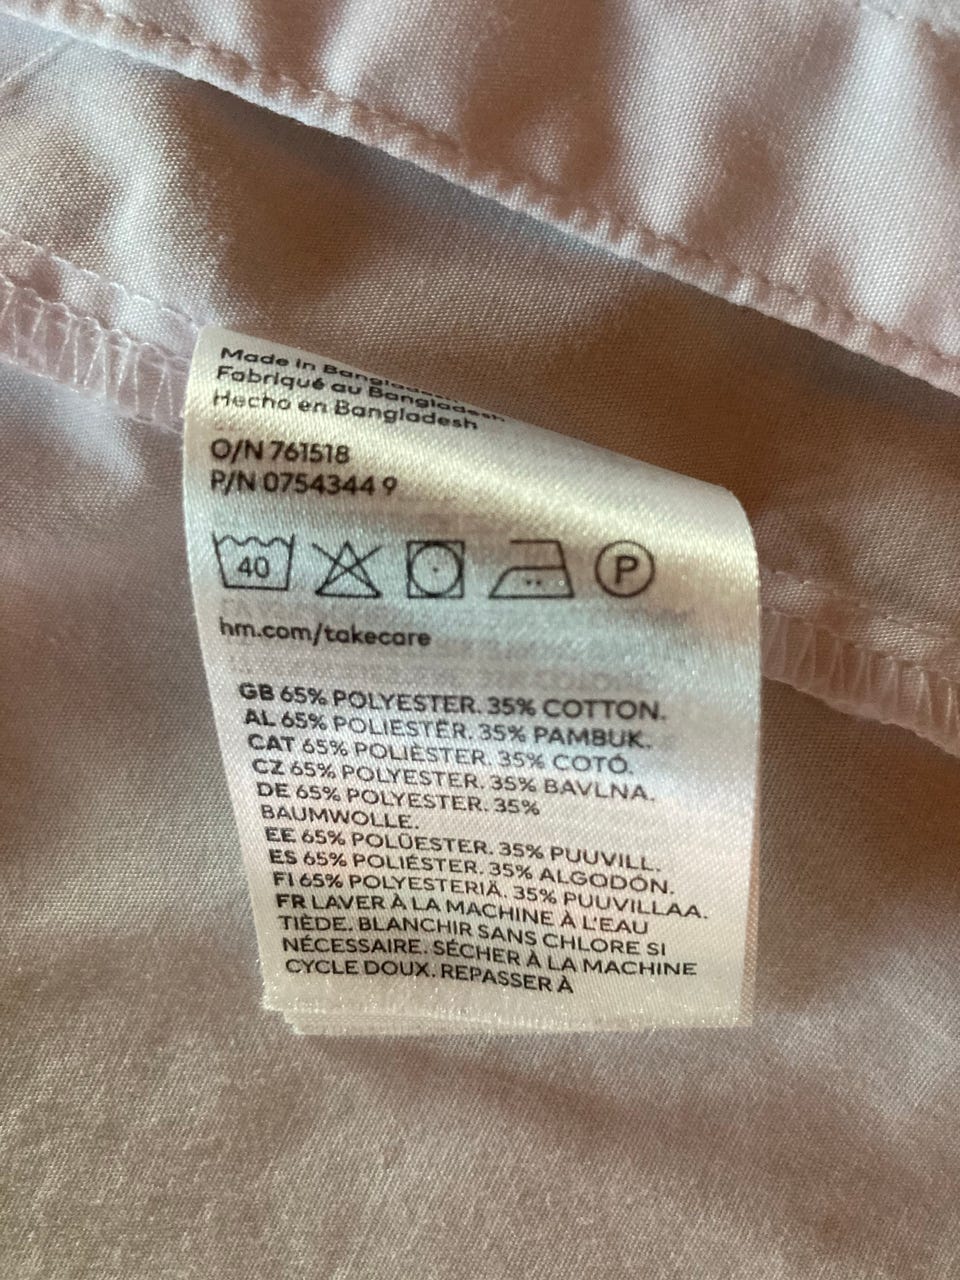 Made in Bangladesh
Fabriqué au Bangladesh
Hecho en Bangladesh
O/N 761518
P/N 0754344 9
40
P
hm.com/takecare
GB 65% POLYESTER. 35% COTTON.
AL 65% POLIESTËR. 35% PAMBUK.
CAT 65% POLIÈSTER. 35% COTÓ.
CZ 65% POLYESTER. 35% BAVLNA.
DE 65% POLYESTER. 35%
BAUMWOLLE.
EE 65% POLÜESTER. 35% PUUVILL.
ES 65% POLIÉSTER. 35% ALGODÓN.
FI 65% POLYESTERIÄ. 35% PUUVILLAA.
FR LAVER À LA MACHINE À L'EAU
TIÈDE. BLANCHIR SANS CHLORE SI
NÉCESSAIRE. SÉCHER À LA MACHINE
CYCLE DOUX. REPASSER À